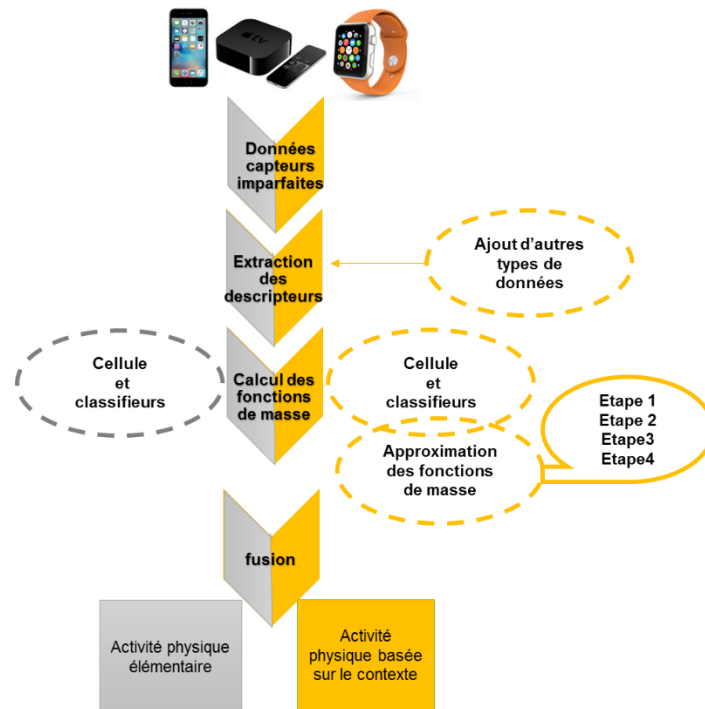 tv
Données
capteurs
imparfaites
Extraction
des
descripteurs
Ajout d'autres
types de
données
Cellule
et
classifieurs
Calcul des
fonctions
de masse
Cellule
et
classifieurs
Approximation
des fonctions
de masse
Etape 1
Etape 2
Etape3
Etape4
fusion
Activité physique
élémentaire
Activité
physique basée
sur le contexte